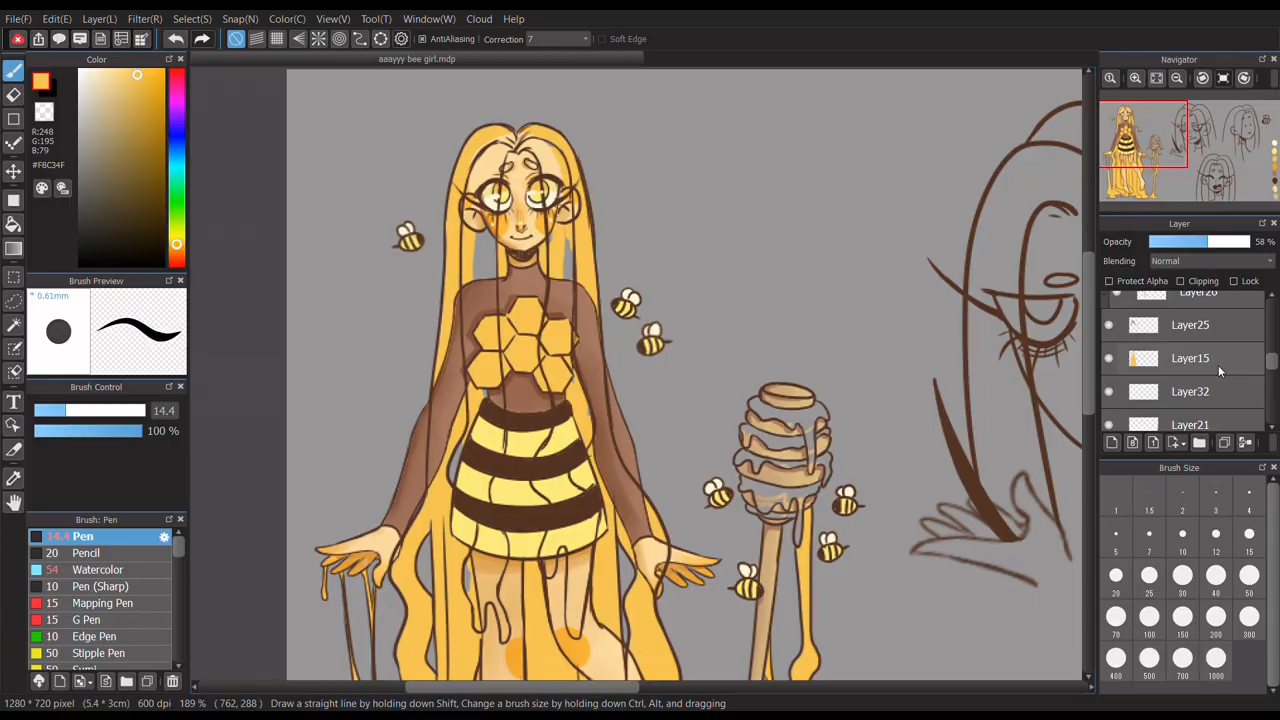 File(F) Edit(E) Layer(L) Filter(R) Select(S) Snap(N) Color(C) View(V) Tool(T) Window(W) Cloud Help
AntiAliasing Correction 7 Soft Edge
aaayyy bee girl.mdp
Color
R:248
G:195
B:79
#F8C34F
Brush Preview
* 0.61mm
Brush Control
14.4
100 %
Brush: Pen
14.4 Pen
20 Pencil
54 Watercolor
10 Pen (Sharp)
15 Mapping Pen
15 G Pen
10 Edge Pen
50 Stipple Pen
50 Sumi
Navigator
Layer
Opacity 58 %
Blending Normal
Protect Alpha Clipping Lock
Layer26
Layer25
Layer15
Layer32
Layer21
Brush Size
1 1.5 2 3 4
5 7 10 12 15
20 25 30 40 50
70 100 150 200 300
400 500 700 1000
1280 * 720 pixel (5.4 * 3cm) 600 dpi 189 % ( 762, 288 ) Draw a straight line by holding down Shift, Change a brush size by holding down Ctrl, Alt, and dragging